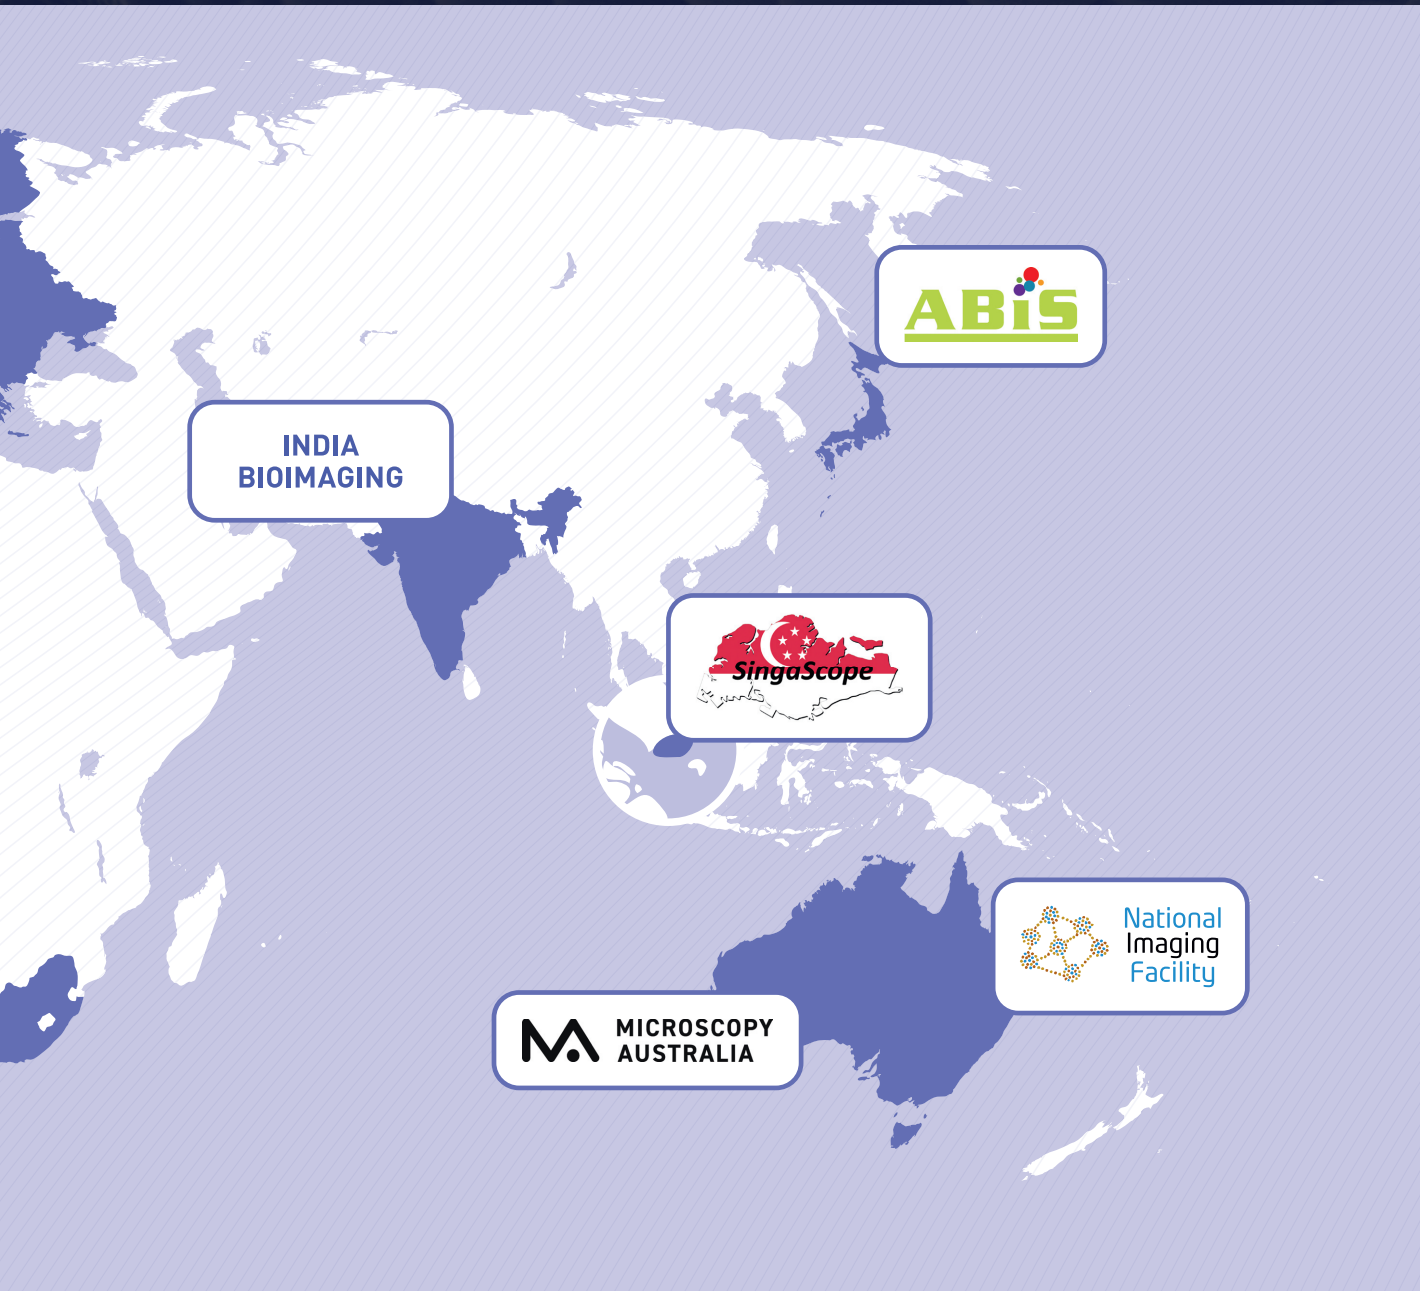 ABiS
INDIA
BIOIMAGING
SingaScope
National
Imaging
Facility
MICROSCOPY
AUSTRALIA